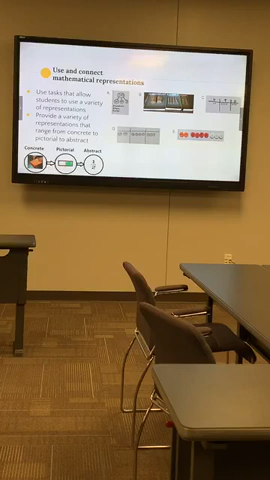 Use and connect
mathematical representations
Use tasks that allow
students to use a variety
of representations.
Provide a variety of
representations that
range from concrete to
pictorial to abstract
Concrete Pictorial Abstract